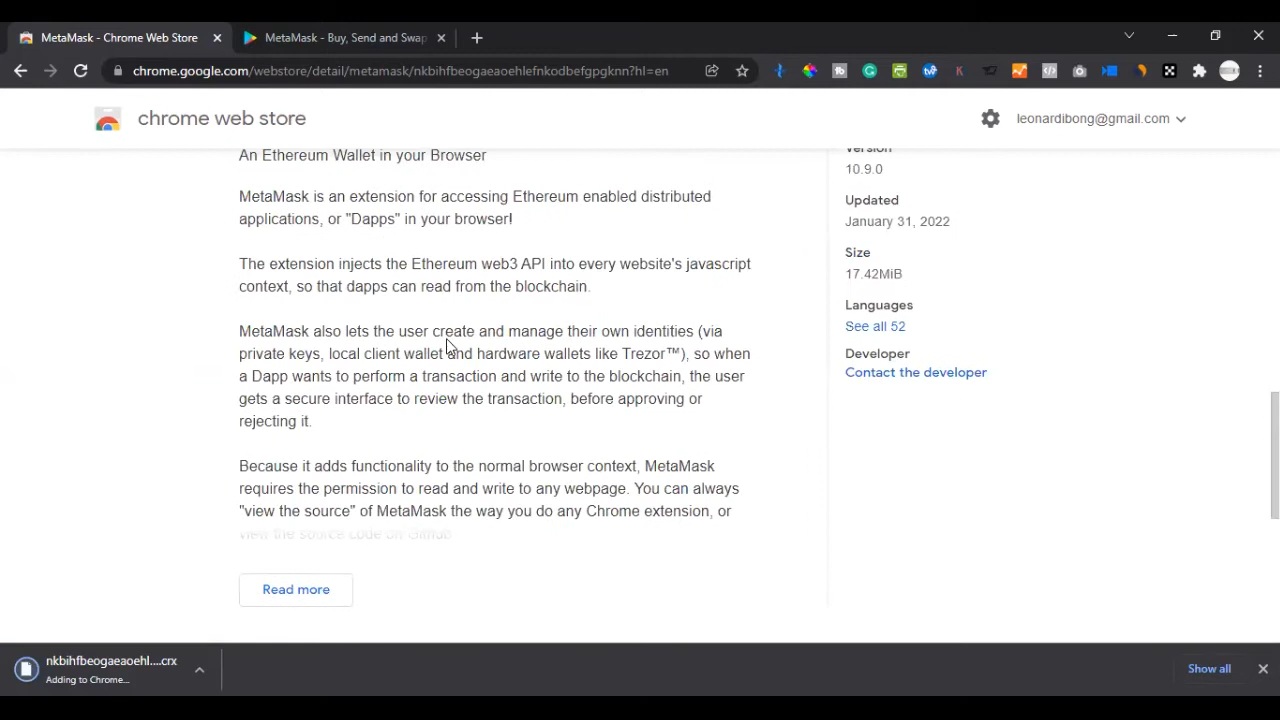 MetaMask - Chrome Web Store
MetaMask - Buy, Send and Swap
chrome.google.com/webstore/detail/metamask/nkbihfbeogaeaoehlefnkodbefgpgknn?hl=en
chrome web store
leonardibong@gmail.com
An Ethereum Wallet in your Browser
MetaMask is an extension for accessing Ethereum enabled distributed
applications, or "Dapps" in your browser!
The extension injects the Ethereum web3 API into every website's javascript
context, so that dapps can read from the blockchain.
MetaMask also lets the user create and manage their own identities (via
private keys, local client wallet and hardware wallets like Trezor™), so when
a Dapp wants to perform a transaction and write to the blockchain, the user
gets a secure interface to review the transaction, before approving or
rejecting it.
Because it adds functionality to the normal browser context, MetaMask
requires the permission to read and write to any webpage. You can always
"view the source" of MetaMask the way you do any Chrome extension, or
view the source code on Github
Read more
Version
10.9.0
Updated
January 31, 2022
Size
17.42MiB
Languages
See all 52
Developer
Contact the developer
nkbihfbeogaeaoehl....crx
Adding to Chrome...
Show all